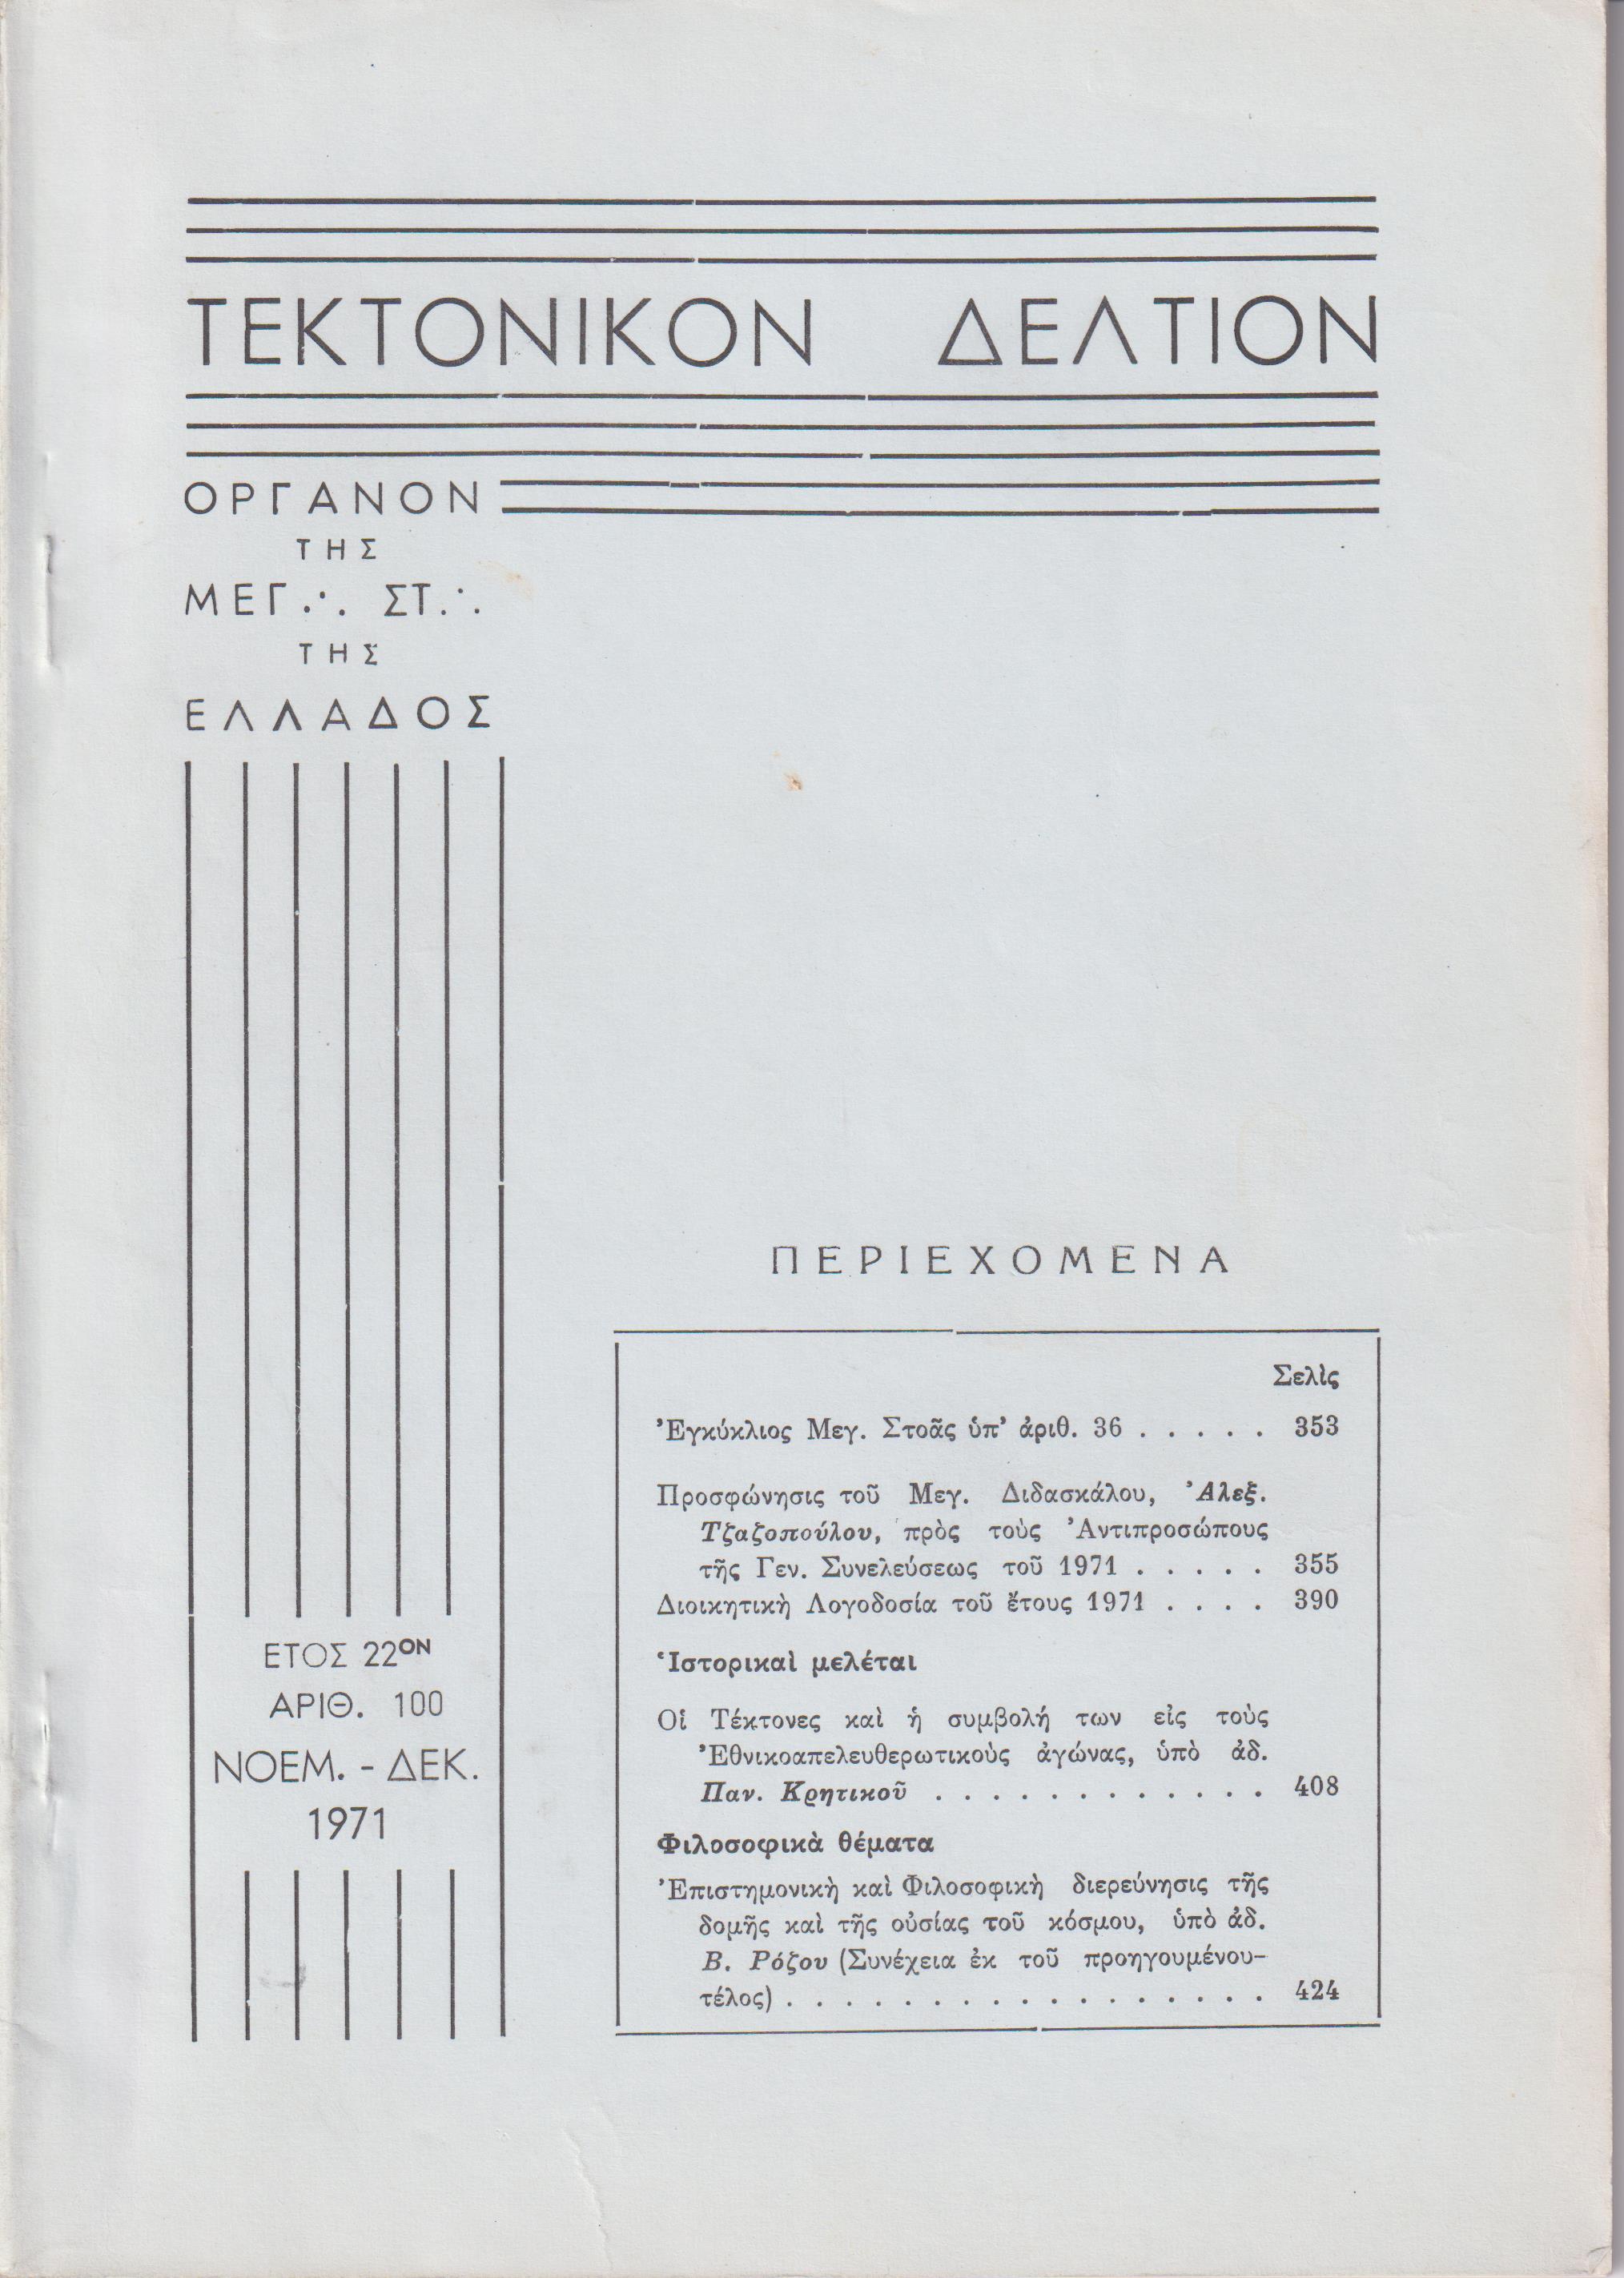 ΤΕΚΤΟΝΙΚΟΝ ΔΕΛΤΙΟΝ
ΟΡΓΑΝΟΝ
ΤΗΣ
ΜΕΓ.·. ΣΤ.·.
ΤΗΣ
ΕΛΛΑΔΟΣ
ΕΤΟΣ 22ΟΝ
ΑΡΙΘ. 100
ΝΟΕΜ. - ΔΕΚ.
1971
ΠΕΡΙΕΧΟΜΕΝΑ
Σελὶς
Ἐγκύκλιος Μεγ. Στοᾶς ὑπ' ἀριθ. 36 . . . . . 353
Προσφώνησις τοῦ Μεγ. Διδασκάλου, Ἀλεξ.
Τζαζοπούλου, πρὸς τοὺς Ἀντιπροσώπους
τῆς Γεν. Συνελεύσεως τοῦ 1971 . . . . . 355
Διοικητικὴ Λογοδοσία τοῦ ἔτους 1971 . . . . 390
Ἱστορικαὶ μελέται
Οἱ Τέκτονες καὶ ἡ συμβολή των εἰς τοὺς
Ἐθνικοαπελευθερωτικοὺς ἀγώνας, ὑπὸ ἀδ.
Παν. Κρητικοῦ . . . . . . . . . . . . 408
Φιλοσοφικὰ θέματα
Ἐπιστημονικὴ καὶ Φιλοσοφικὴ διερεύνησις τῆς
δομῆς καὶ τῆς οὐσίας τοῦ κόσμου, ὑπὸ ἀδ.
Β. Ρόζου (Συνέχεια ἐκ τοῦ προηγουμένου-
τέλος) . . . . . . . . . . . . . . . . . 424